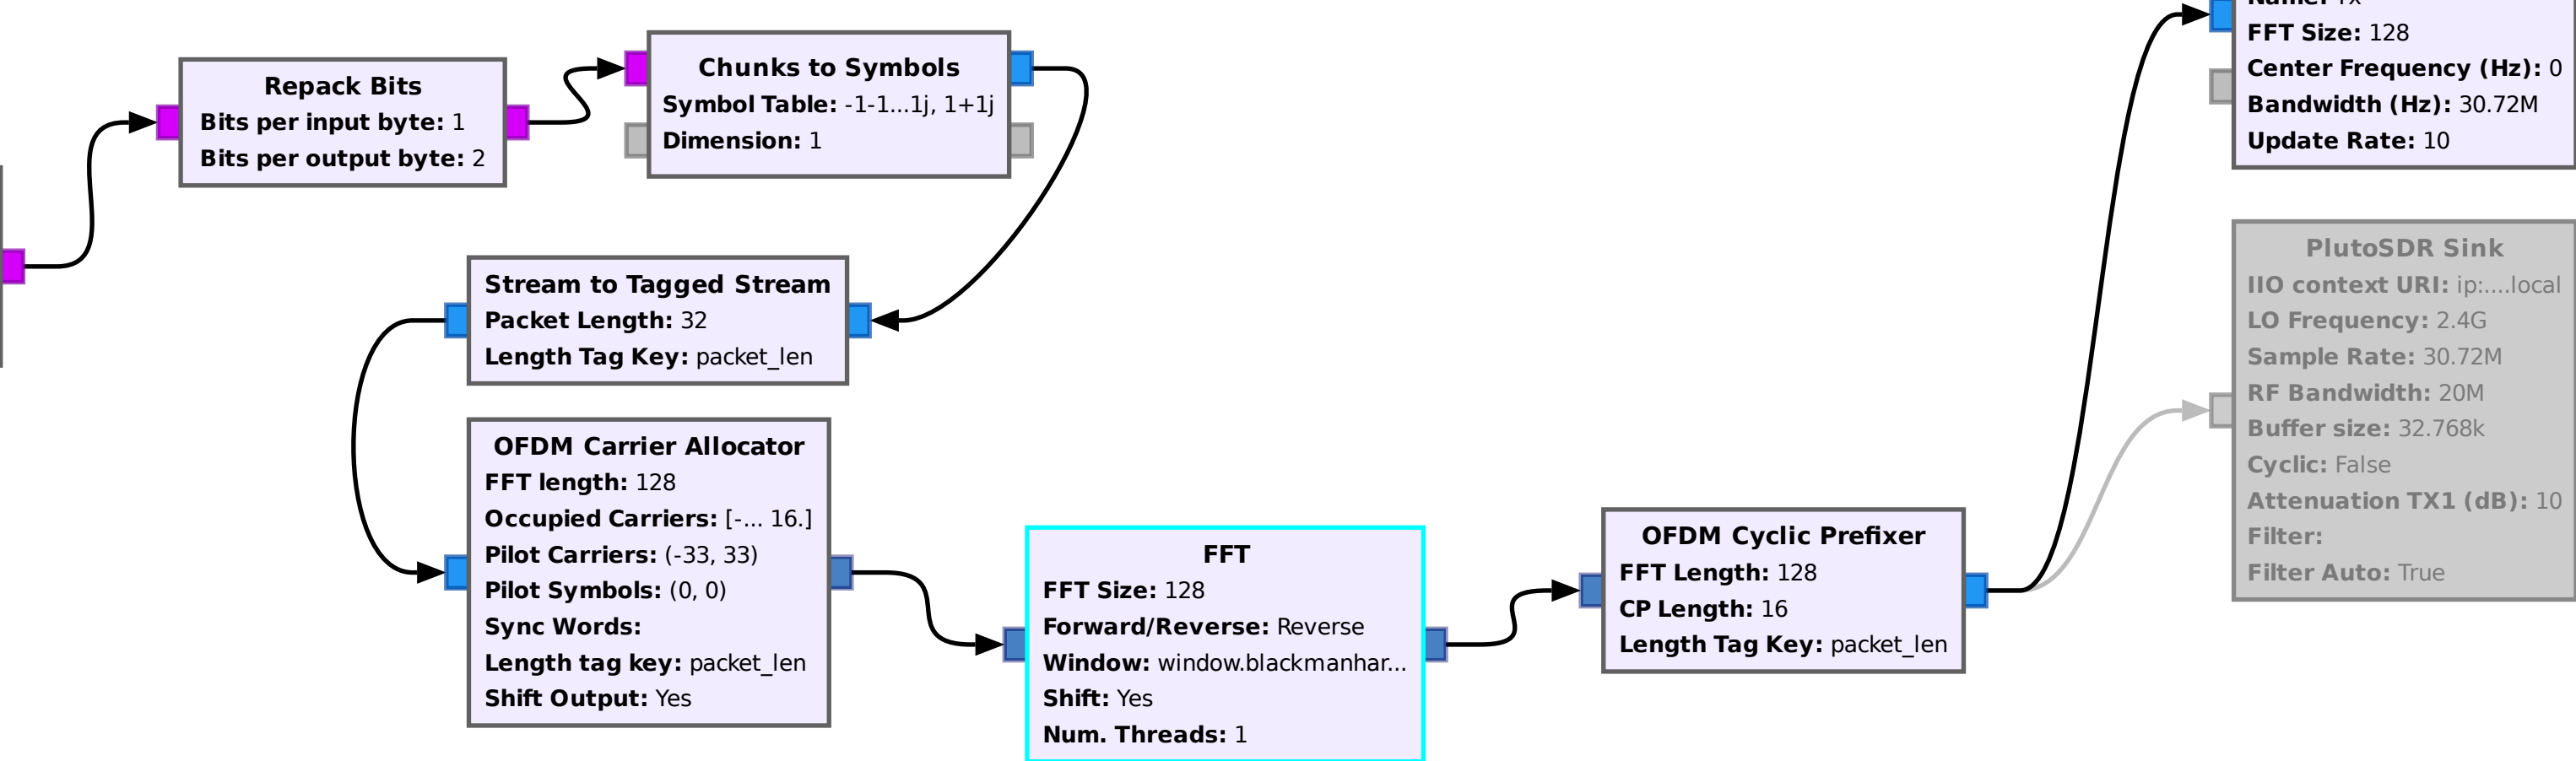 Repack Bits
Bits per input byte: 1
Bits per output byte: 2
Chunks to Symbols
Symbol Table: -1-1...1j, 1+1j
Dimension: 1
Stream to Tagged Stream
Packet Length: 32
Length Tag Key: packet_len
OFDM Carrier Allocator
FFT length: 128
Occupied Carriers: [-... 16.]
Pilot Carriers: (-33, 33)
Pilot Symbols: (0, 0)
Sync Words:
Length tag key: packet_len
Shift Output: Yes
FFT
FFT Size: 128
Forward/Reverse: Reverse
Window: window.blackmanhar...
Shift: Yes
Num. Threads: 1
OFDM Cyclic Prefixer
FFT Length: 128
CP Length: 16
Length Tag Key: packet_len
Name: rx
FFT Size: 128
Center Frequency (Hz): 0
Bandwidth (Hz): 30.72M
Update Rate: 10
PlutoSDR Sink
IIO context URI: ip:....local
LO Frequency: 2.4G
Sample Rate: 30.72M
RF Bandwidth: 20M
Buffer size: 32.768k
Cyclic: False
Attenuation TX1 (dB): 10
Filter:
Filter Auto: True